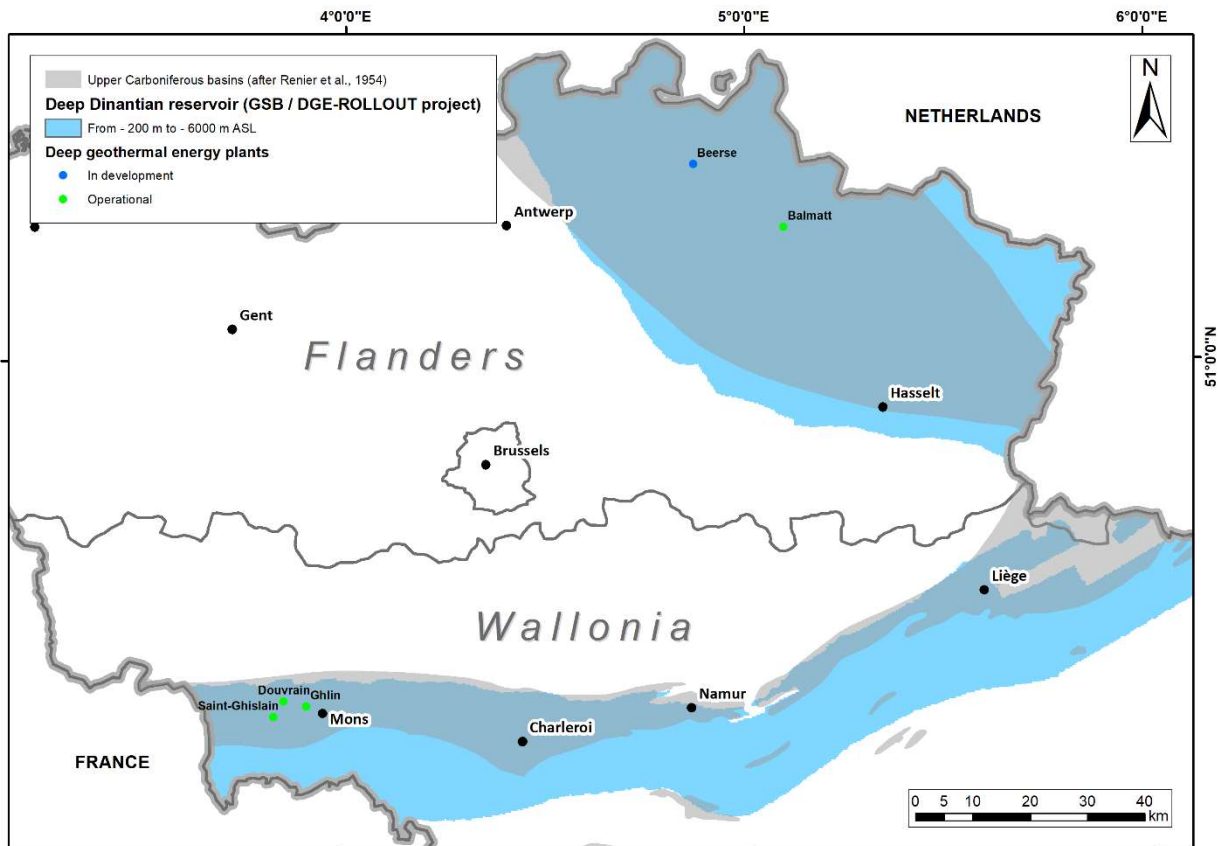 4°0'0"E 5°0'0"E 6°0'0"E
Upper Carboniferous basins (after Renier et al., 1954)
Deep Dinantian reservoir (GSB / DGE-ROLLOUT project)
From - 200 m to - 6000 m ASL
Deep geothermal energy plants
In development
Operational
N
NETHERLANDS
Beerse
Antwerp
Balmatt
Gent
Flanders
51°0'0"N
Hasselt
Brussels
Liège
Wallonia
Douvrain
Ghlin
Saint-Ghislain
Mons
Namur
Charleroi
FRANCE
0 5 10 20 30 40
km